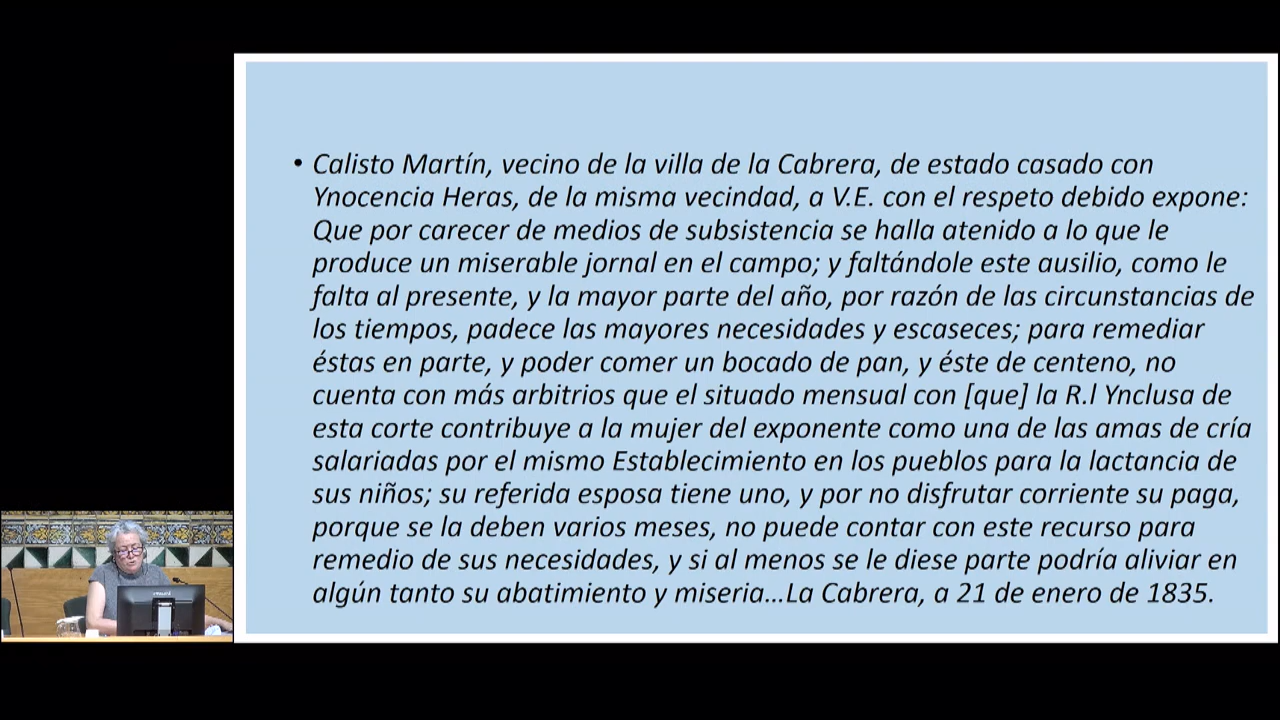 • Calisto Martín, vecino de la villa de la Cabrera, de estado casado con
Ynocencia Heras, de la misma vecindad, a V.E. con el respeto debido expone:
Que por carecer de medios de subsistencia se halla atenido a lo que le
produce un miserable jornal en el campo; y faltándole este ausilio, como le
falta al presente, y la mayor parte del año, por razón de las circunstancias de
los tiempos, padece las mayores necesidades y escaseces; para remediar
éstas en parte, y poder comer un bocado de pan, y éste de centeno, no
cuenta con más arbitrios que el situado mensual con [que] la R.l Ynclusa de
esta corte contribuye a la mujer del exponente como una de las amas de cría
salariadas por el mismo Establecimiento en los pueblos para la lactancia de
sus niños; su referida esposa tiene uno, y por no disfrutar corriente su paga,
porque se la deben varios meses, no puede contar con este recurso para
remedio de sus necesidades, y si al menos se le diese parte podría aliviar en
algún tanto su abatimiento y miseria...La Cabrera, a 21 de enero de 1835.